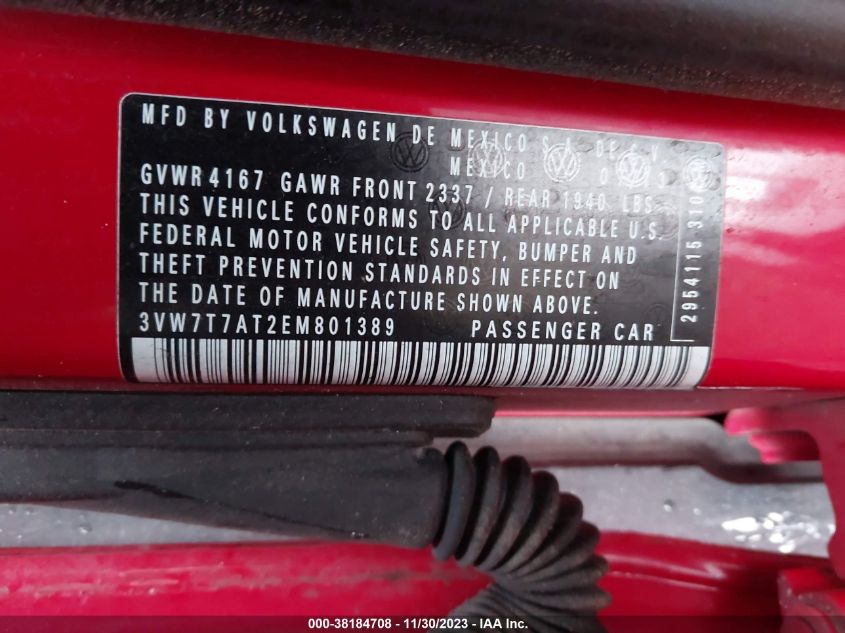 MFD BY VOLKSWAGEN DE MEXICO S.A. DE C.V.
MEXICO
GVWR 4167 GAWR FRONT 2337 / REAR 1940 LBS
THIS VEHICLE CONFORMS TO ALL APPLICABLE U.S.
FEDERAL MOTOR VEHICLE SAFETY, BUMPER AND
THEFT PREVENTION STANDARDS IN EFFECT ON
THE DATE OF MANUFACTURE SHOWN ABOVE.
3VW7T7AT2EM801389 PASSENGER CAR
2954115 310
000-38184708 - 11/30/2023 - IAA Inc.